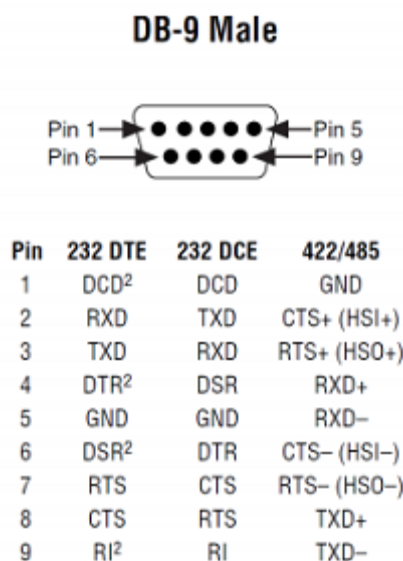 DB-9 Male
Pin 1 Pin 5
Pin 6 Pin 9
Pin 232 DTE 232 DCE 422/485
1 DCD² DCD GND
2 RXD TXD CTS+ (HSI+)
3 TXD RXD RTS+ (HSO+)
4 DTR² DSR RXD+
5 GND GND RXD–
6 DSR² DTR CTS– (HSI–)
7 RTS CTS RTS– (HSO–)
8 CTS RTS TXD+
9 RI² RI TXD–